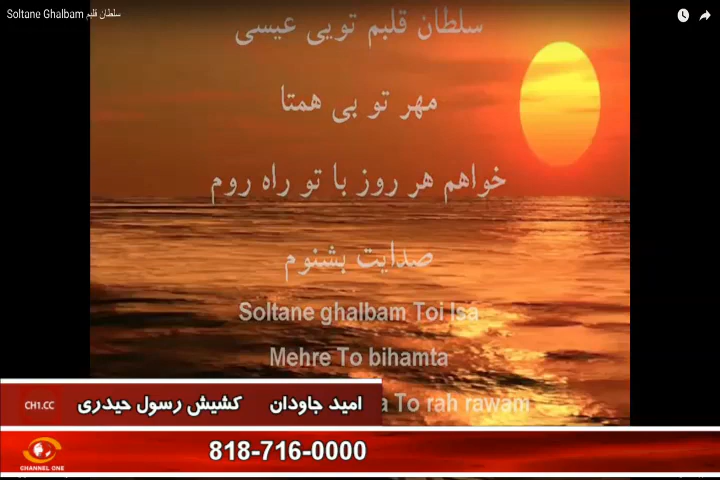 Soltane Ghalbam سلطان قلبم
سلطان قلبم تویی عیسی
مهر تو بی همتا
خواهم هر روز با تو راه روم
صدایت بشنوم
Soltane ghalbam Toi Isa
Mehre To bihamta
a To rah rawam
CH1.CC
امید جاودان کشیش رسول حیدری
CHANNEL ONE
818-716-0000